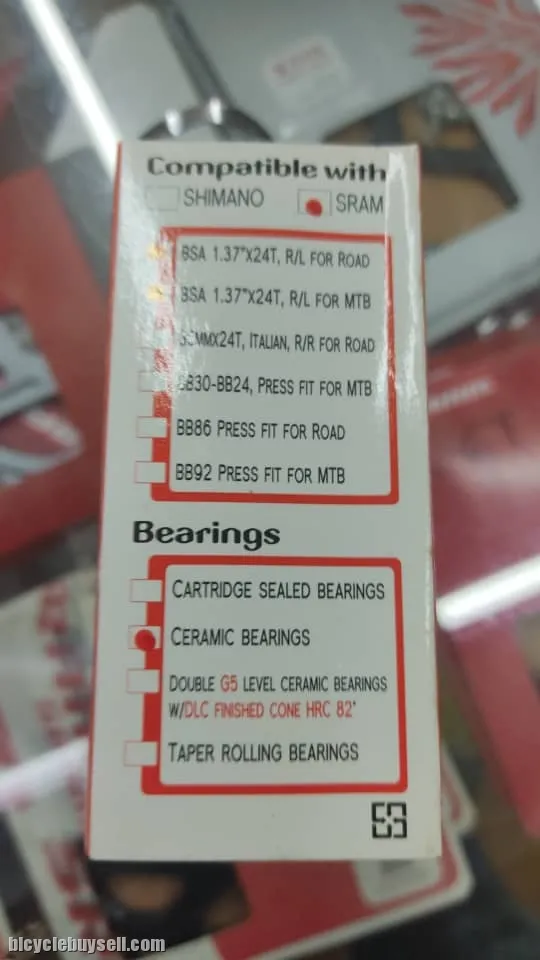 Compatible with
SHIMANO SRAM
BSA 1.37"X24T, R/L FOR ROAD
BSA 1.37"X24T, R/L FOR MTB
X24T, ITALIAN, R/R FOR ROAD
BB30-BB24, PRESS FIT FOR MTB
BB86 PRESS FIT FOR ROAD
BB92 PRESS FIT FOR MTB
Bearings
CARTRIDGE SEALED BEARINGS
CERAMIC BEARINGS
DOUBLE G5 LEVEL CERAMIC BEARINGS
W/DLC FINISHED CONE HRC 82°
TAPER ROLLING BEARINGS
bicyclebuysell.com